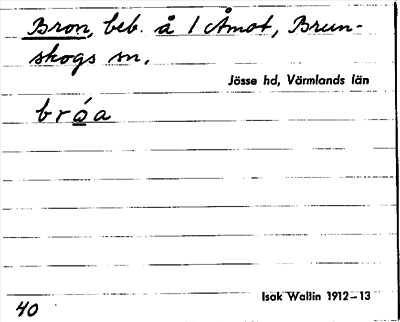 Bron, beb. å 1 Åmot, Brun-
skogs sn.
Jösse hd, Värmlands län
bróa
Isak Wallin 1912-13
40